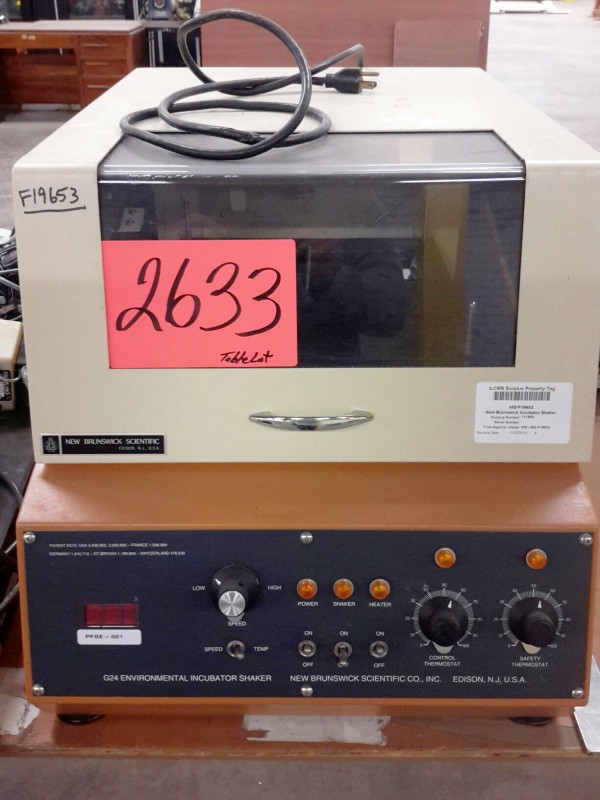 F19653
2633
Table Lot
ILCMS Surplus Property Tag
New Brunswick Incubator Shaker
NEW BRUNSWICK SCIENTIFIC
EDISON, N.J., U.S.A.
LOW
HIGH
SPEED
POWER
SHAKER
HEATER
PFGE-001
SPEED
TEMP
ON
ON
ON
OFF
OFF
OFF
CONTROL
THERMOSTAT
SAFETY
THERMOSTAT
G24 ENVIRONMENTAL INCUBATOR SHAKER
NEW BRUNSWICK SCIENTIFIC CO., INC. EDISON, N.J, U.S.A.